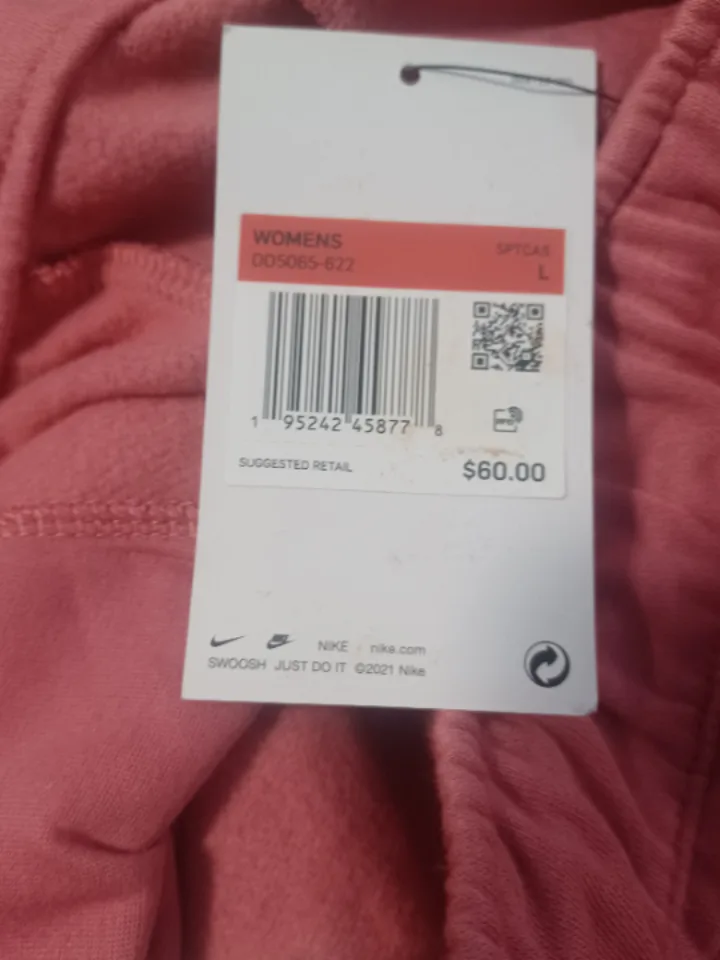 WOMENS
SPTCAS
DD5065-622
L
1 95242 45877 8
SUGGESTED RETAIL
$60.00
NIKE nike.com
SWOOSH JUST DO IT ©2021 Nike